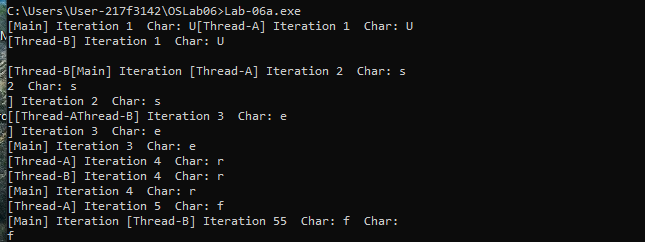 C:\Users\User-217f3142\OSLab06>Lab-06a.exe
[Main] Iteration 1  Char: U[Thread-A] Iteration 1  Char: U
[Thread-B] Iteration 1  Char: U

[Thread-B[Main] Iteration [Thread-A] Iteration 2  Char: s
2  Char: s
] Iteration 2  Char: s
[[Thread-AThread-B] Iteration 3  Char: e
] Iteration 3  Char: e
[Main] Iteration 3  Char: e
[Thread-A] Iteration 4  Char: r
[Thread-B] Iteration 4  Char: r
[Main] Iteration 4  Char: r
[Thread-A] Iteration 5  Char: f
[Main] Iteration [Thread-B] Iteration 55  Char: f  Char:
f